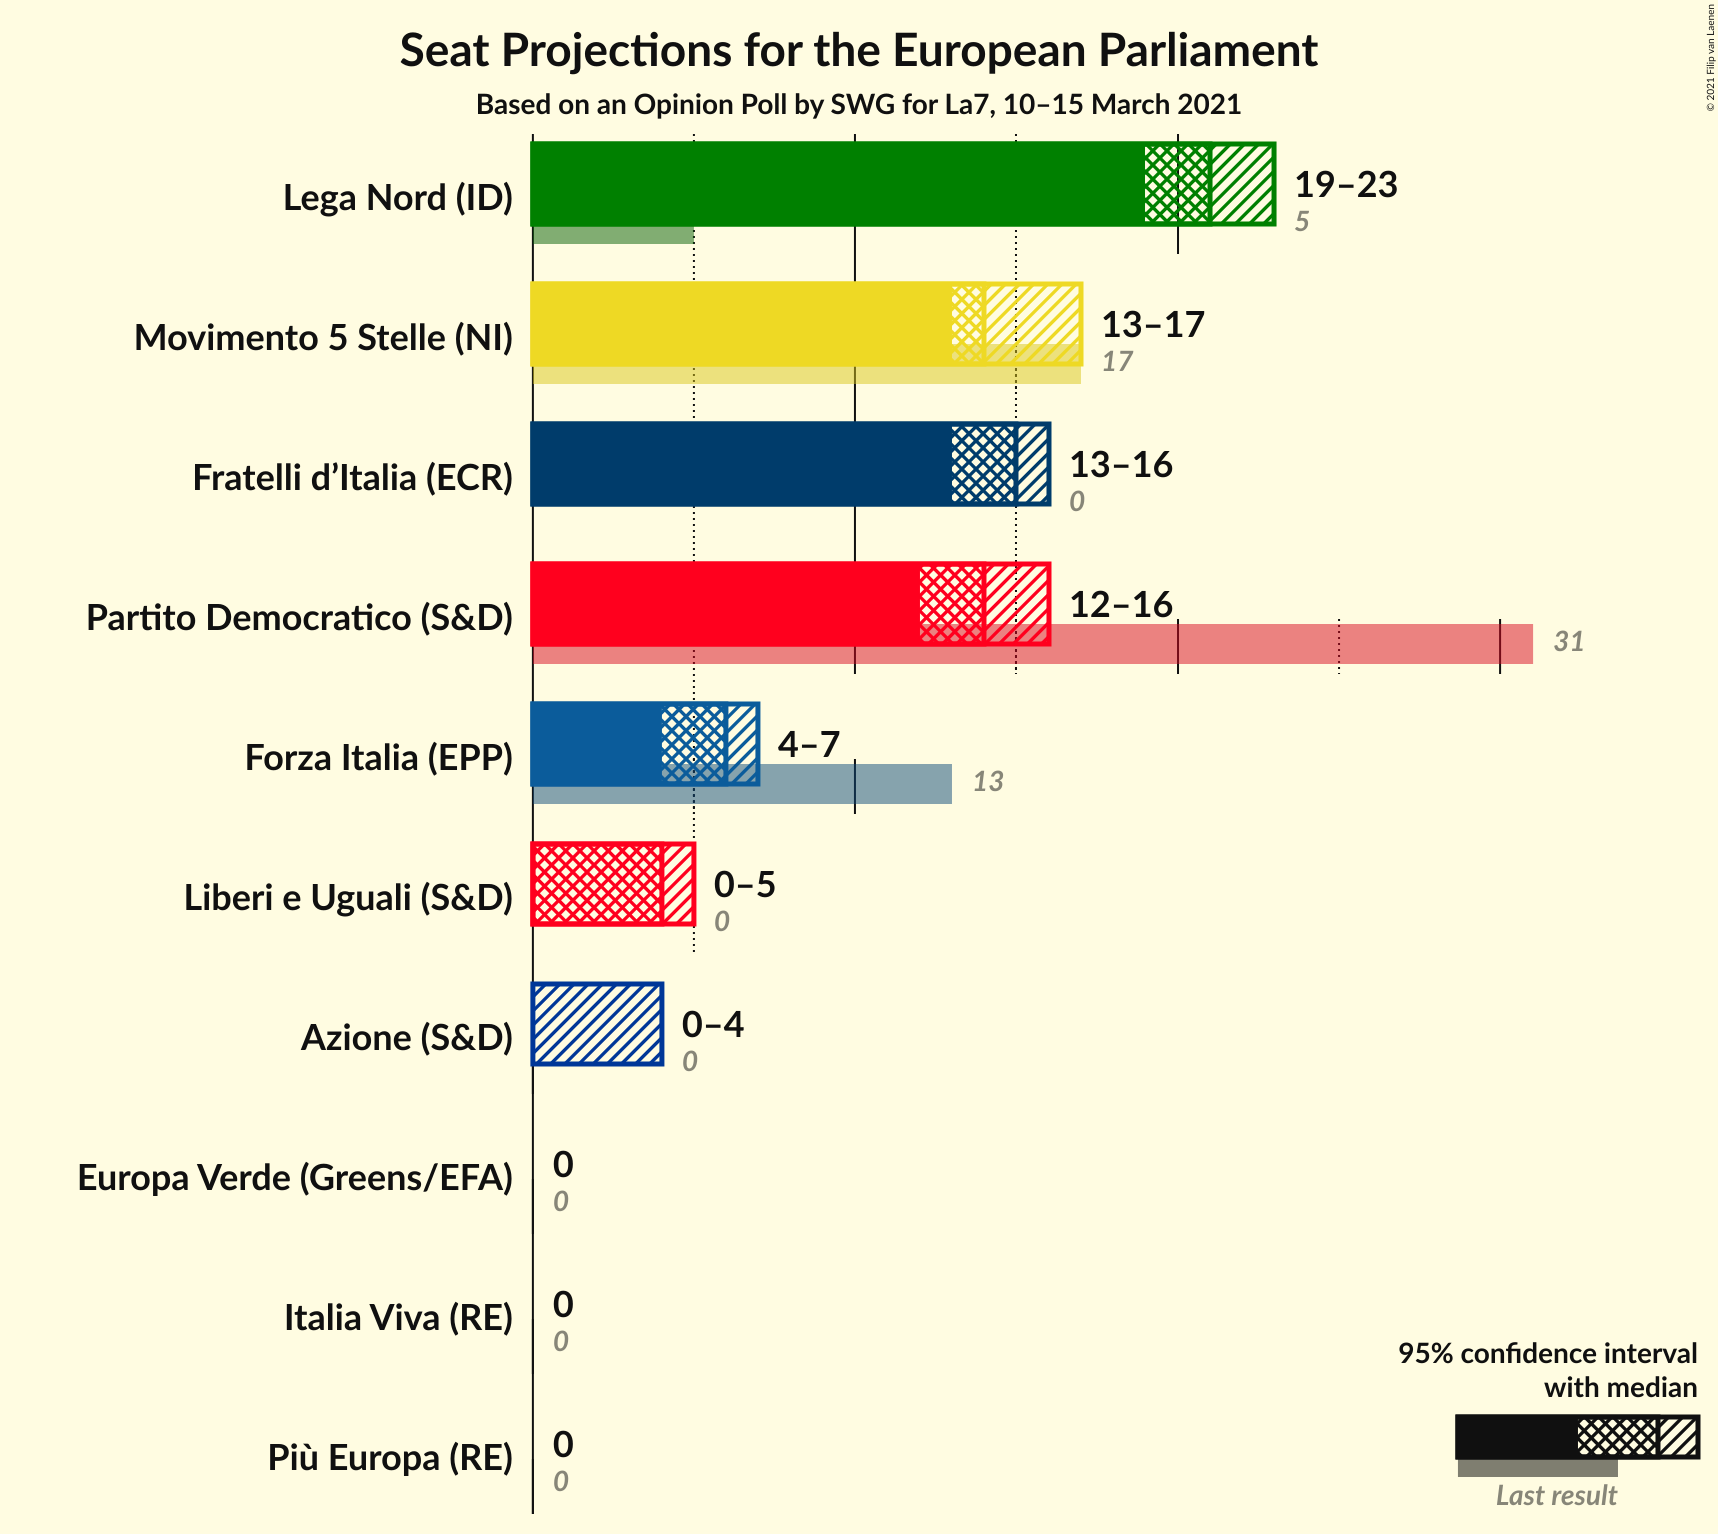 Seat Projections for the European Parliament
Based on an Opinion Poll by SWG for La7, 10–15 March 2021
© 2021 Filip van Laenen
Lega Nord (ID)
19–23
5
Movimento 5 Stelle (NI)
13–17
17
Fratelli d’Italia (ECR)
13–16
0
Partito Democratico (S&D)
12–16
31
Forza Italia (EPP)
4–7
13
Liberi e Uguali (S&D)
0–5
0
Azione (S&D)
0–4
0
Europa Verde (Greens/EFA)
0
0
Italia Viva (RE)
0
0
Più Europa (RE)
0
0
95% confidence interval
with median
Last result